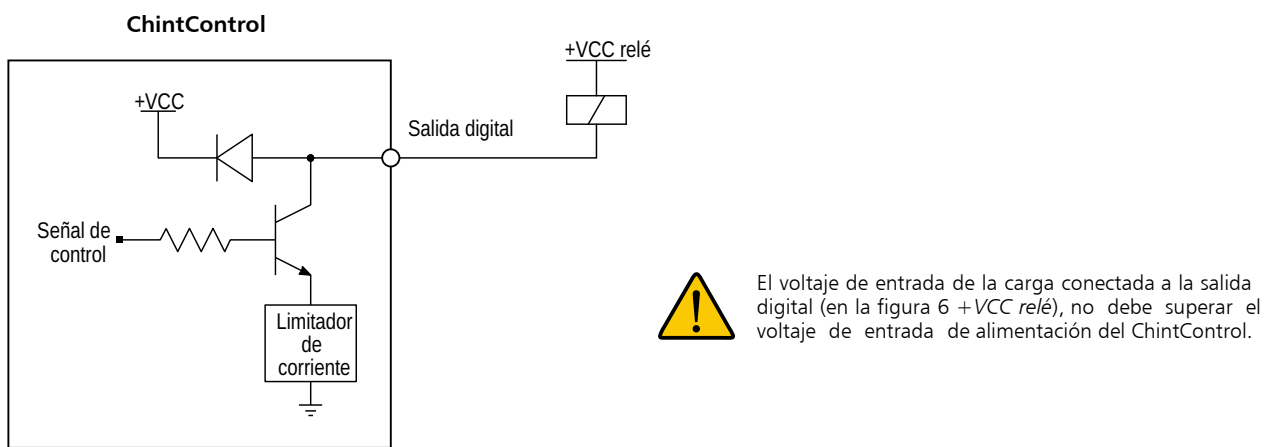 ChintControl
+VCC relé
+VCC
Salida digital
Señal de
control
Limitador
de
corriente
El voltaje de entrada de la carga conectada a la salida
digital (en la figura 6 +VCC relé), no debe superar el
voltaje de entrada de alimentación del ChintControl.